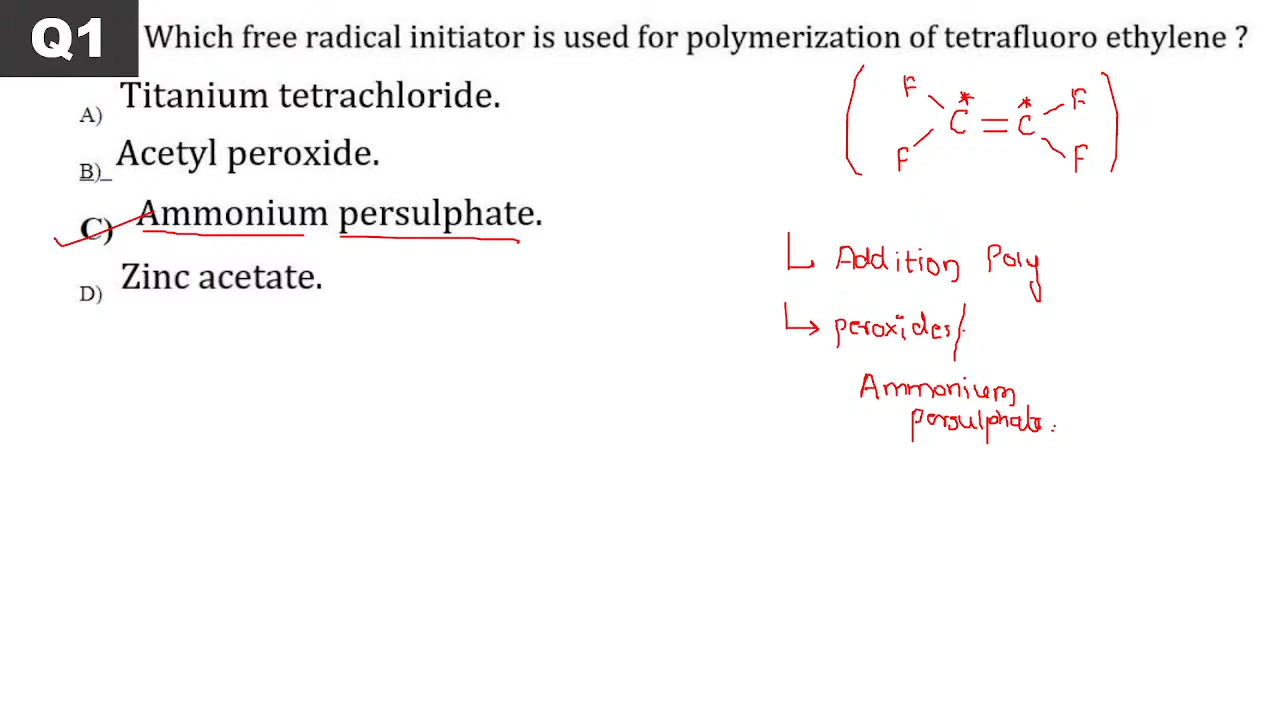 Q1
Which free radical initiator is used for polymerization of tetrafluoro ethylene ?
A) Titanium tetrachloride.
B) Acetyl peroxide.
C) Ammonium persulphate.
D) Zinc acetate.
F * * F
C = C
F F
Addition Poly
peroxides/
Ammonium
persulphate.